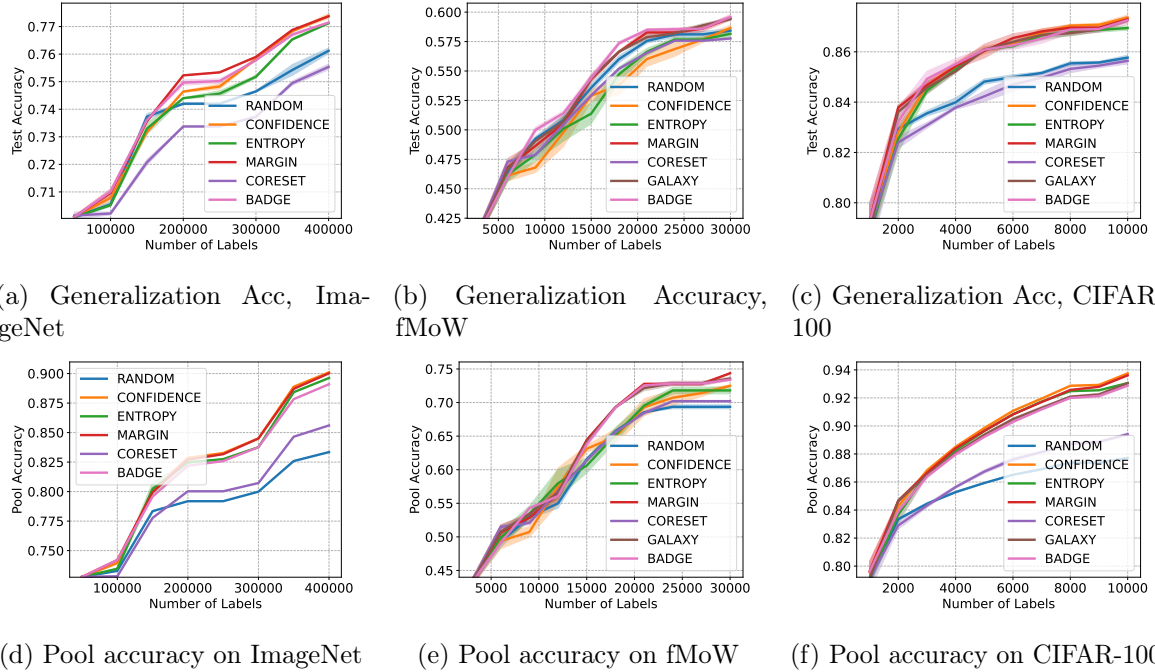 0.77
0.76
0.75
0.74
0.73
0.72
0.71
Test Accuracy
RANDOM
CONFIDENCE
ENTROPY
MARGIN
CORESET
BADGE
100000 200000 300000 400000
Number of Labels
0.600
0.575
0.550
0.525
0.500
0.475
0.450
0.425
Test Accuracy
RANDOM
CONFIDENCE
ENTROPY
MARGIN
CORESET
GALAXY
BADGE
5000 10000 15000 20000 25000 30000
Number of Labels
0.86
0.84
0.82
0.80
Test Accuracy
RANDOM
CONFIDENCE
ENTROPY
MARGIN
CORESET
GALAXY
BADGE
2000 4000 6000 8000 10000
Number of Labels
(a) Generalization Acc, Ima-
geNet
(b) Generalization Accuracy,
fMoW
(c) Generalization Acc, CIFAR
100
0.900
0.875
0.850
0.825
0.800
0.775
0.750
Pool Accuracy
RANDOM
CONFIDENCE
ENTROPY
MARGIN
CORESET
BADGE
100000 200000 300000 400000
Number of Labels
0.75
0.70
0.65
0.60
0.55
0.50
0.45
Pool Accuracy
RANDOM
CONFIDENCE
ENTROPY
MARGIN
CORESET
GALAXY
BADGE
5000 10000 15000 20000 25000 30000
Number of Labels
0.94
0.92
0.90
0.88
0.86
0.84
0.82
0.80
Pool Accuracy
RANDOM
CONFIDENCE
ENTROPY
MARGIN
CORESET
GALAXY
BADGE
2000 4000 6000 8000 10000
Number of Labels
(d) Pool accuracy on ImageNet
(e) Pool accuracy on fMoW
(f) Pool accuracy on CIFAR-100